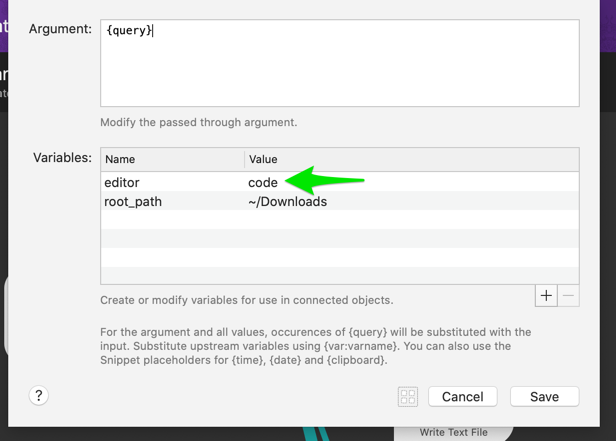 Argument:
{query}
Modify the passed through argument.
Variables:
Name Value
editor code
root_path ~/Downloads
+ −
Create or modify variables for use in connected objects.
For the argument and all values, occurences of {query} will be substituted with the
input. Substitute upstream variables using {var:varname}. You can also use the
Snippet placeholders for {time}, {date} and {clipboard}.
? Cancel Save
Write Text File